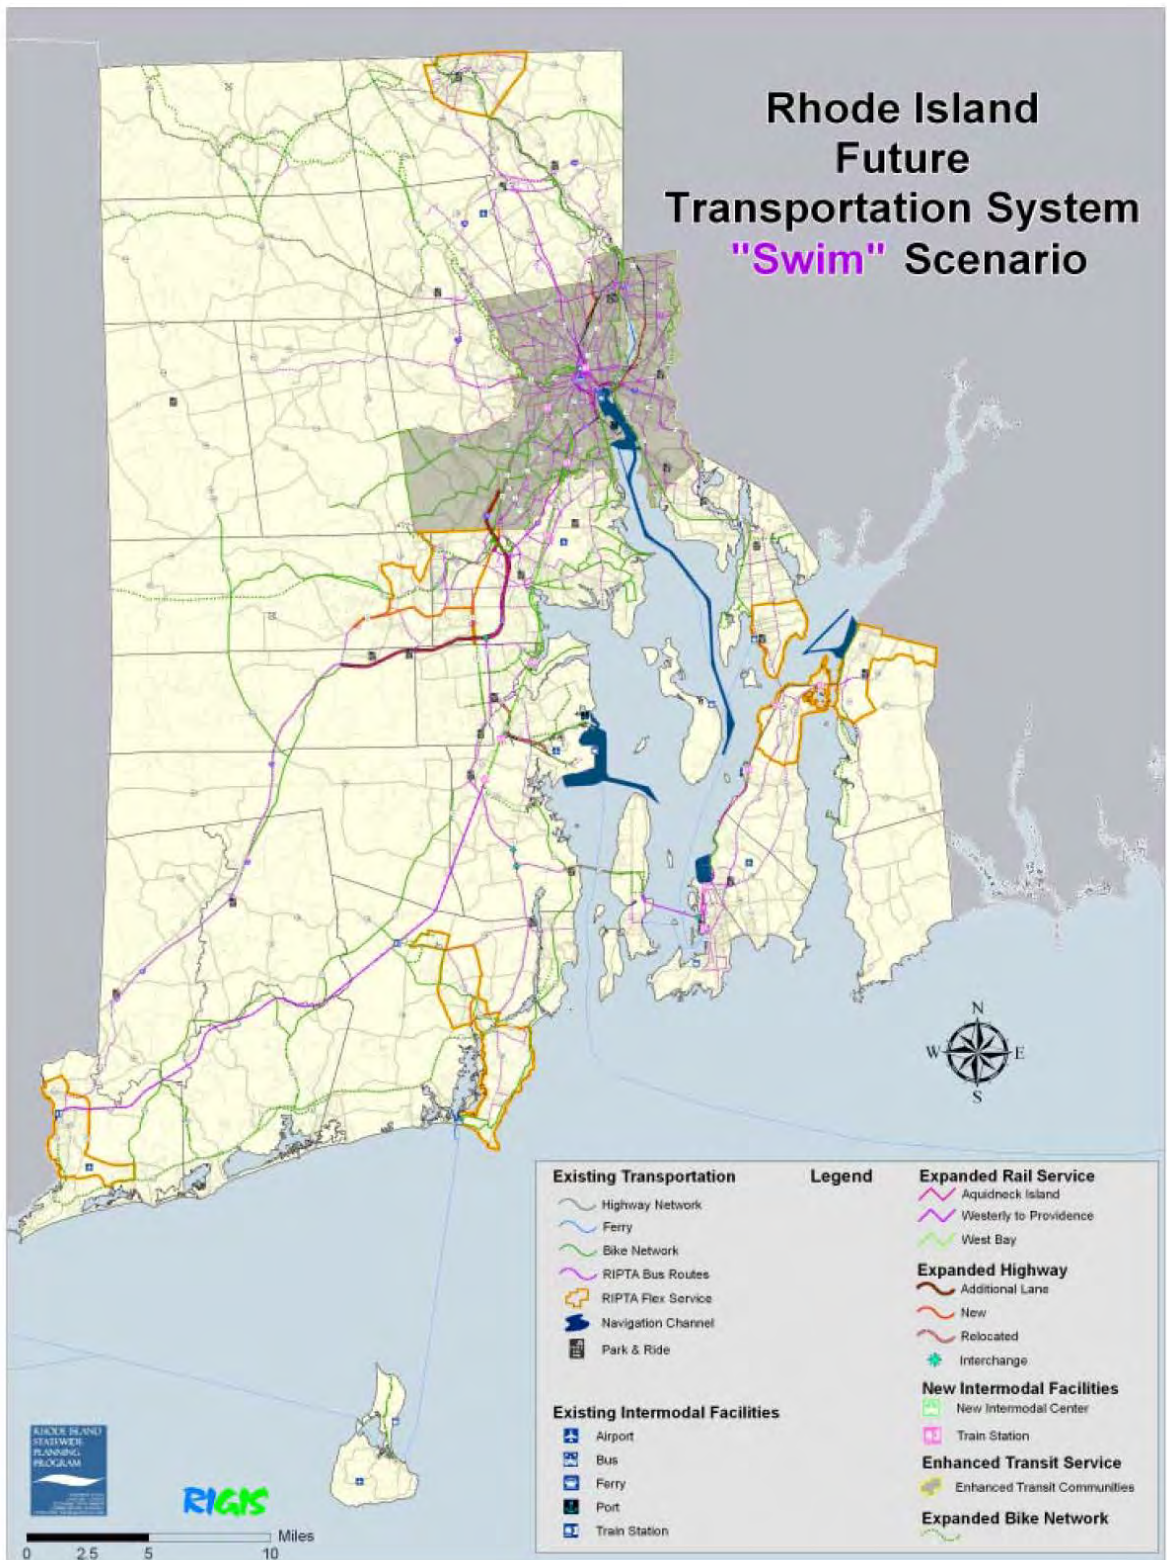 Rhode Island
Future
Transportation System
"Swim" Scenario
N
W E
S
Legend
Existing Transportation
Highway Network
Ferry
Bike Network
RIPTA Bus Routes
RIPTA Flex Service
Navigation Channel
Park & Ride
Existing Intermodal Facilities
Airport
Bus
Ferry
Port
Train Station
Expanded Rail Service
Aquidneck Island
Westerly to Providence
West Bay
Expanded Highway
Additional Lane
New
Relocated
Interchange
New Intermodal Facilities
New Intermodal Center
Train Station
Enhanced Transit Service
Enhanced Transit Communities
Expanded Bike Network
RHODE ISLAND
STATEWIDE
PLANNING
PROGRAM
RIGIS
Miles
0 2.5 5 10